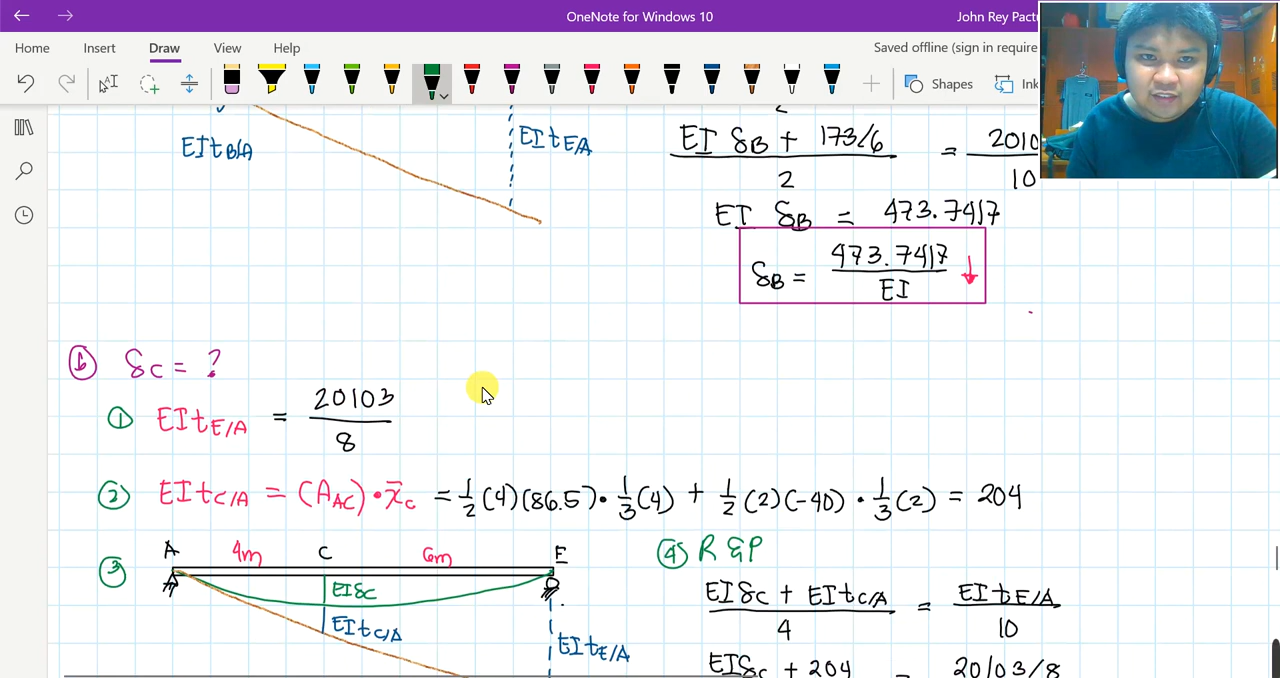 OneNote for Windows 10
John Rey Pact
Home Insert Draw View Help
Saved offline (sign in require
Shapes
Ink
EItB/A
EItE/A
2
EI δB + 173/6 = 2010
2 10
EI δB = 473.7417
δB = 473.7417 ↓
EI
⑥ δC = ?
① EItE/A = 20103
8
② EItC/A = (AAC)·x̄C = 1/2(4)(86.5)·1/3(4) + 1/2(2)(-40)·1/3(2) = 204
③ A 4m C 6m E
EIδC
EItC/A
EItE/A
④ R&P
EIδC + EItC/A = EItE/A
4 10
EIδC + 204 = 20103/8